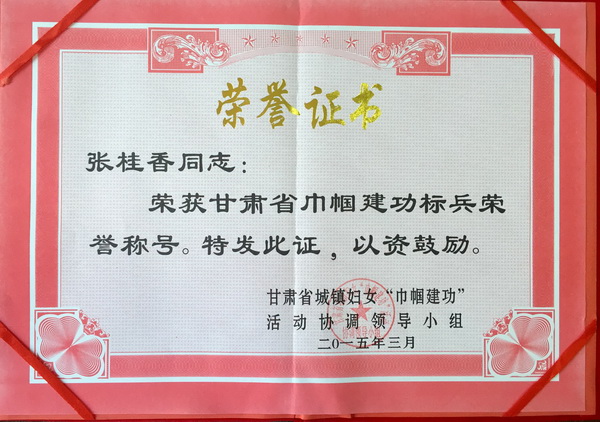 荣誉证书
张桂香同志：
荣获甘肃省巾帼建功标兵荣
誉称号。特发此证，以资鼓励。
甘肃省城镇妇女“巾帼建功”
活动协调领导小组
二〇一五年三月